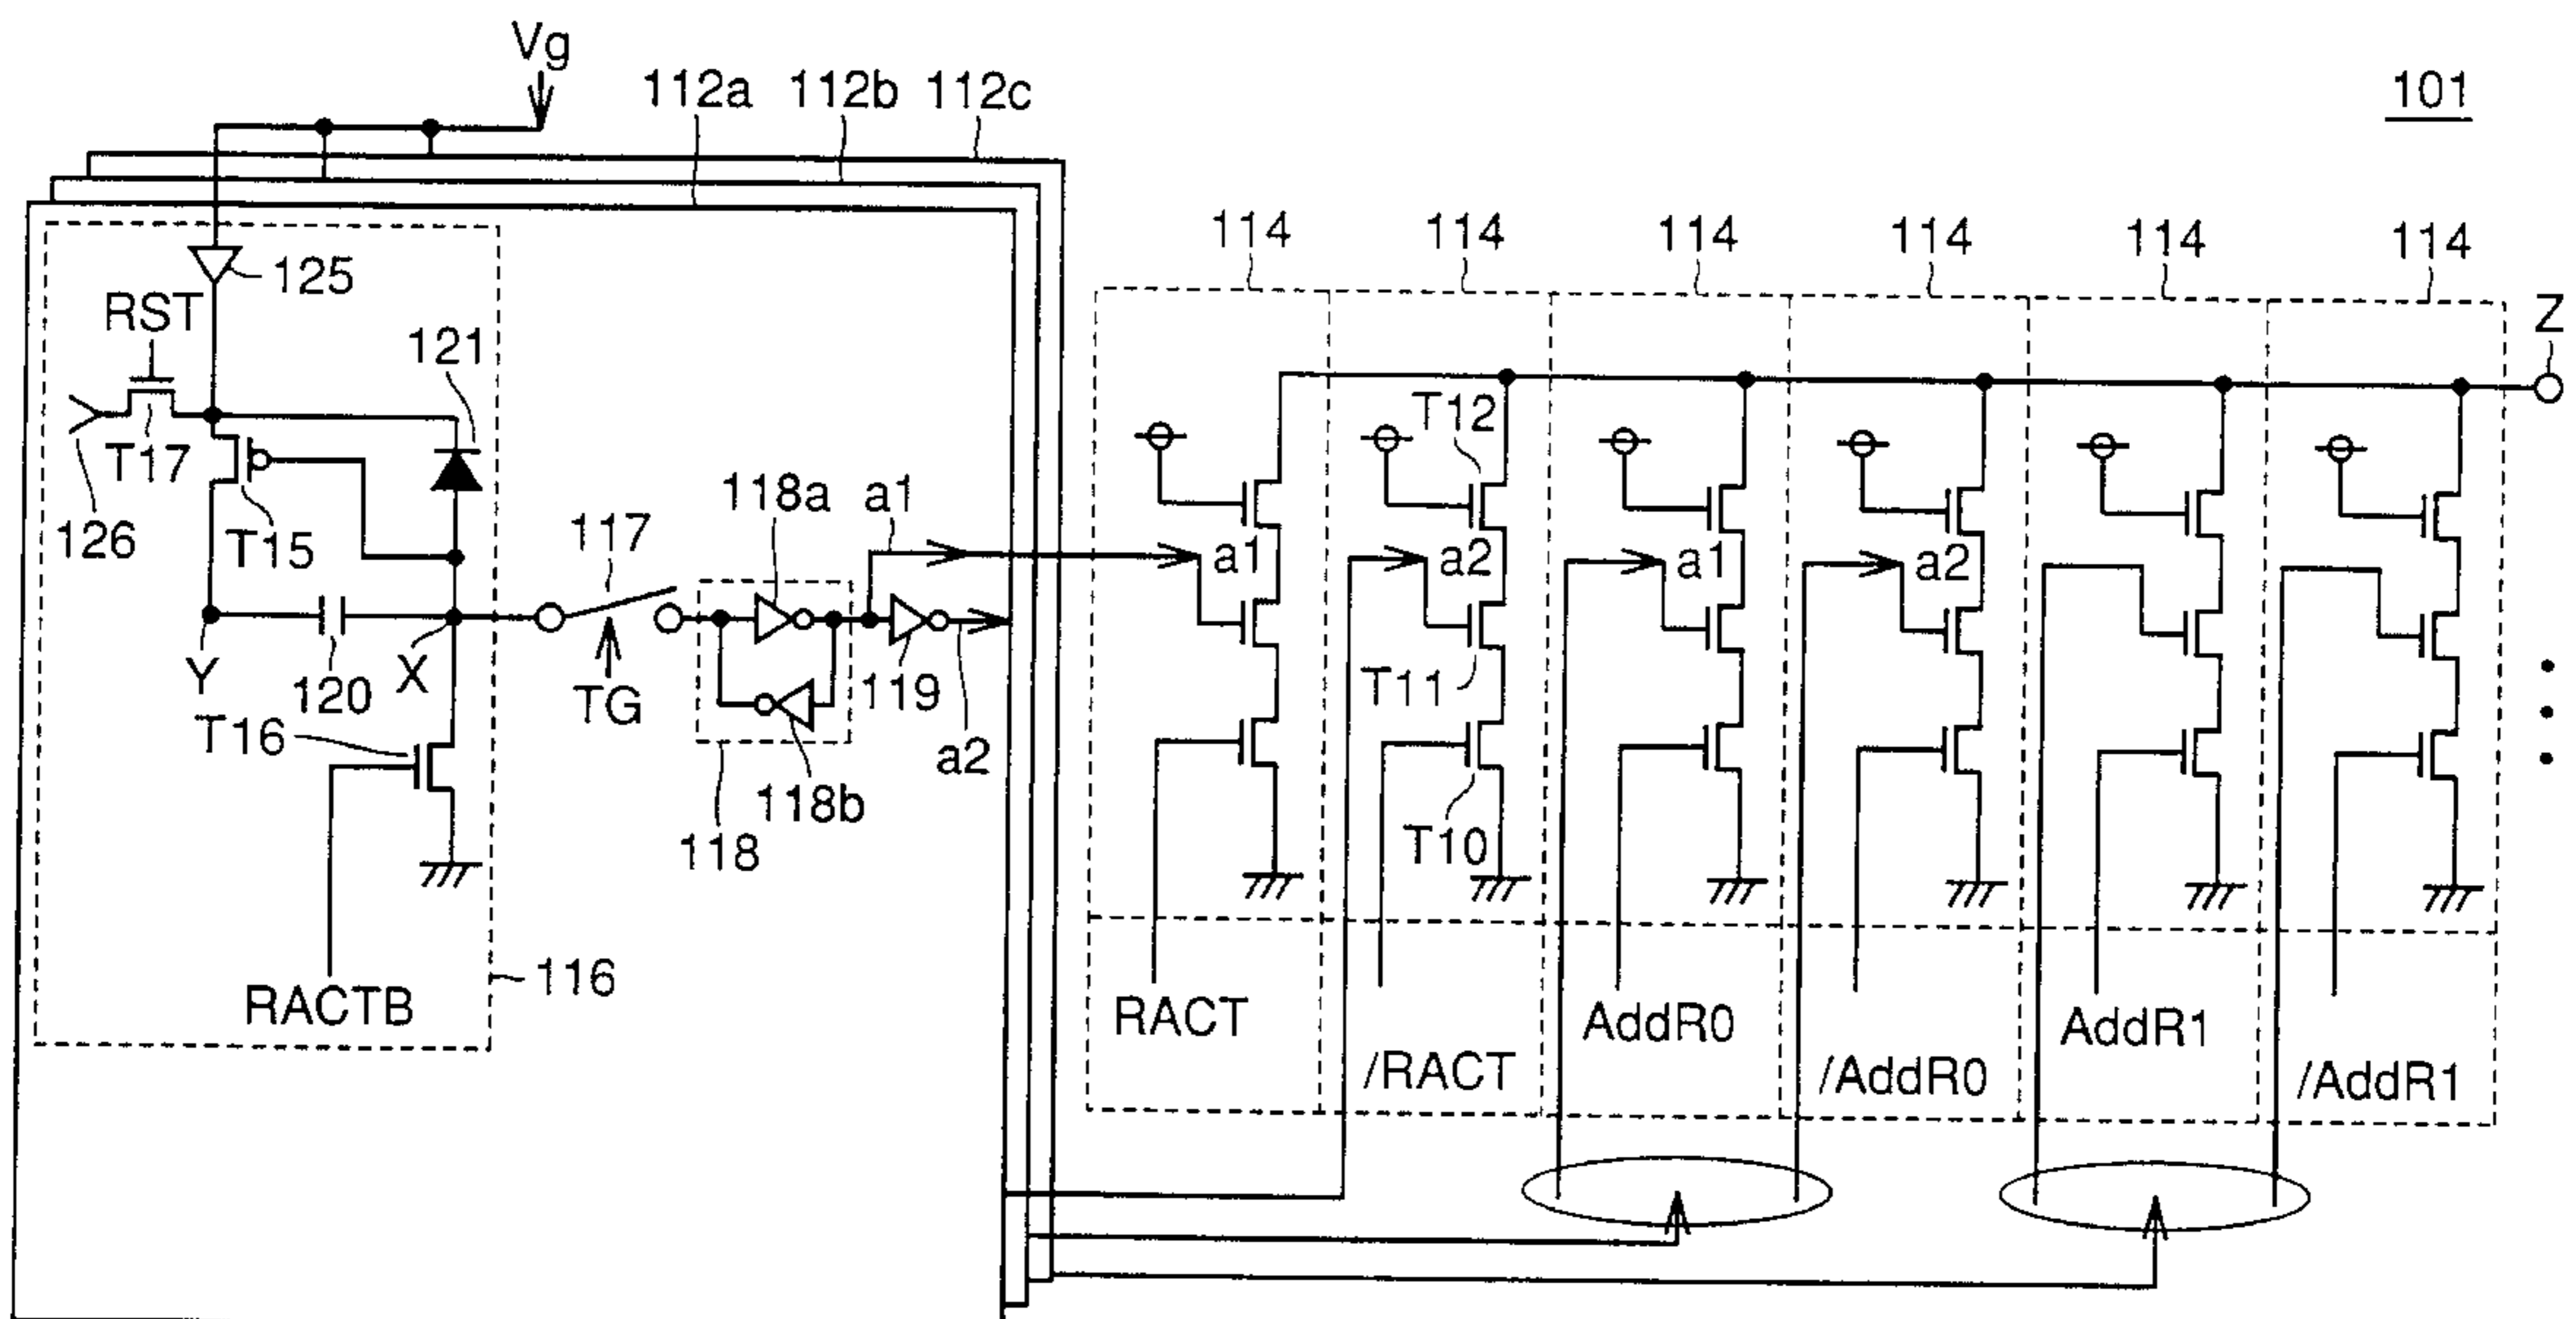 Vg
112a 112b 112c
101
114 114 114 114 114 114
Z
125
RST
121
T17
T15
126
117
118a
a1
a1
T12
a2
a1
a2
Y
120
X
TG
119
T11
T16
a2
118b
118
T10
116
RACTB
RACT
/RACT
AddR0
/AddR0
AddR1
/AddR1